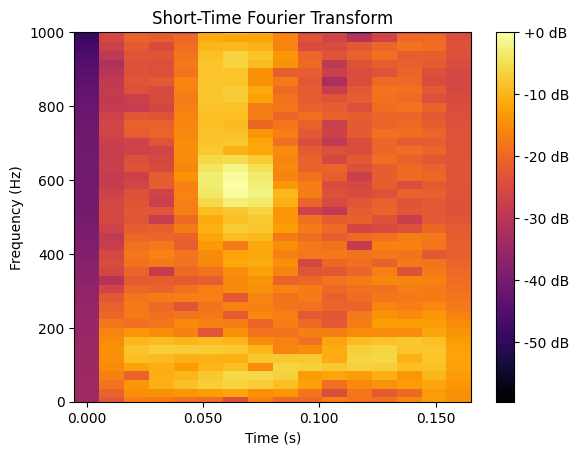 Short-Time Fourier Transform
Frequency (Hz)
1000
800
600
400
200
0
0.000
0.050
0.100
0.150
Time (s)
+0 dB
-10 dB
-20 dB
-30 dB
-40 dB
-50 dB